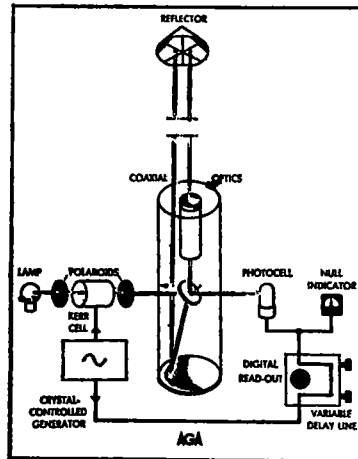 REFLECTOR
COAXIAL OPTICS
LAMP
POLAROIDS
KERR
CELL
PHOTOCELL
NULL
INDICATOR
DIGITAL
READ-OUT
CRYSTAL-
CONTROLLED
GENERATOR
VARIABLE
DELAY LINE
AGA